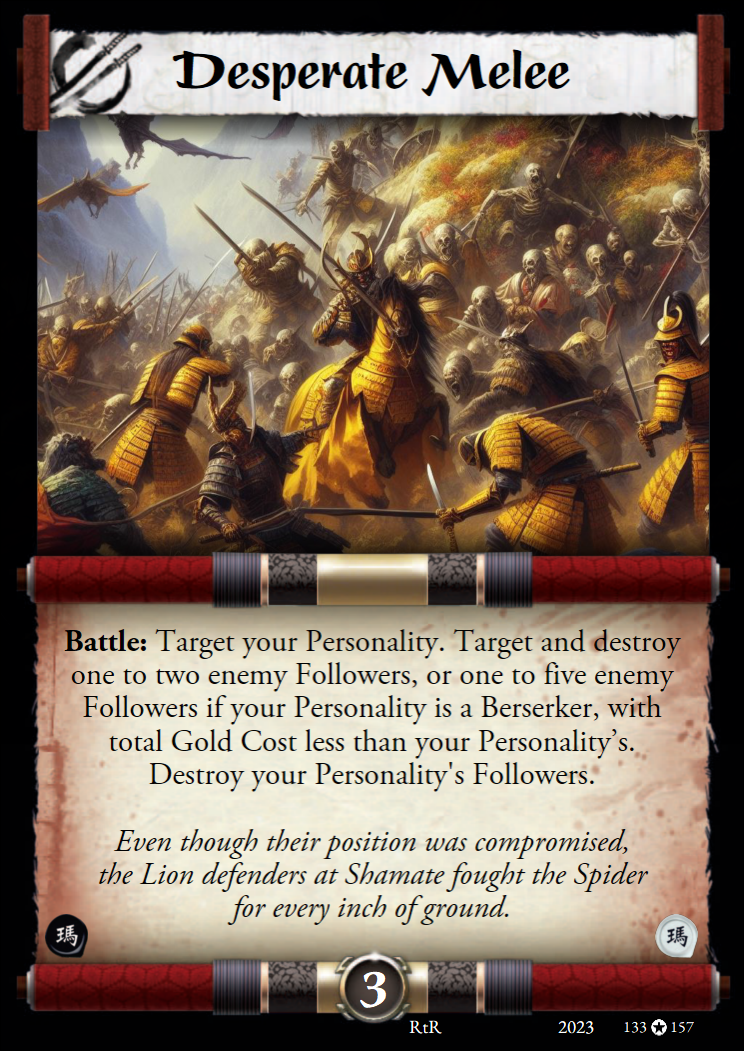 Desperate Melee
Battle: Target your Personality. Target and destroy
one to two enemy Followers, or one to five enemy
Followers if your Personality is a Berserker, with
total Gold Cost less than your Personality’s.
Destroy your Personality's Followers.
Even though their position was compromised,
the Lion defenders at Shamate fought the Spider
for every inch of ground.
瑪 瑪
3
RtR 2023 133 157